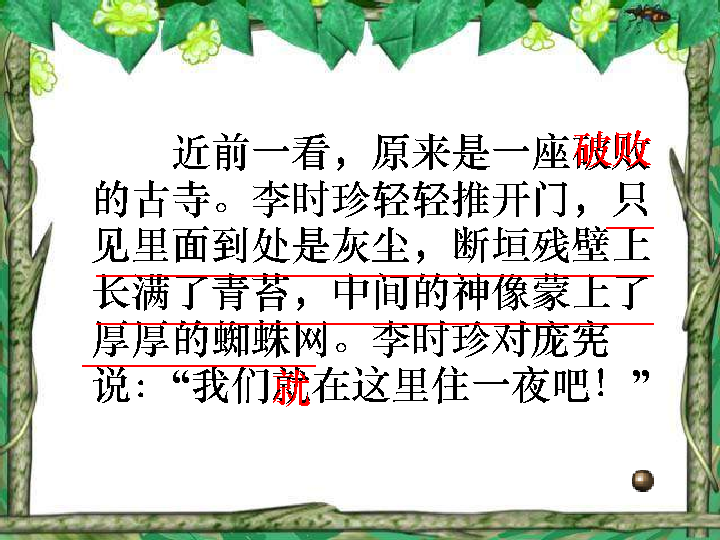 近前一看，原来是一座破败
的古寺。李时珍轻轻推开门，只
见里面到处是灰尘，断垣残壁上
长满了青苔，中间的神像蒙上了
厚厚的蜘蛛网。李时珍对庞宪
说：“我们就在这里住一夜吧！”